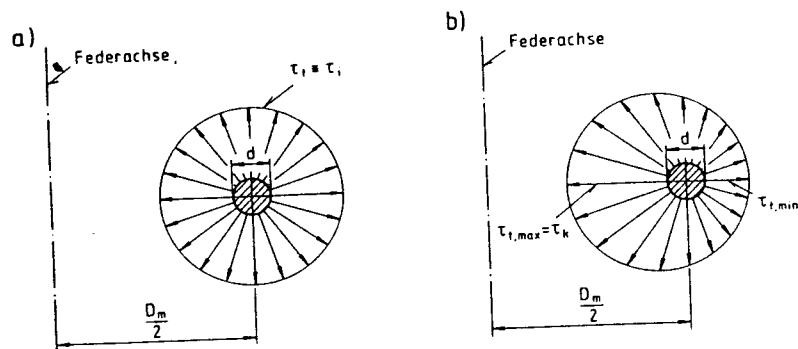 a)
Federachse.
τt ≡ τi
d
Dm
2
b)
Federachse
d
τt,min
τt,max=τk
Dm
2